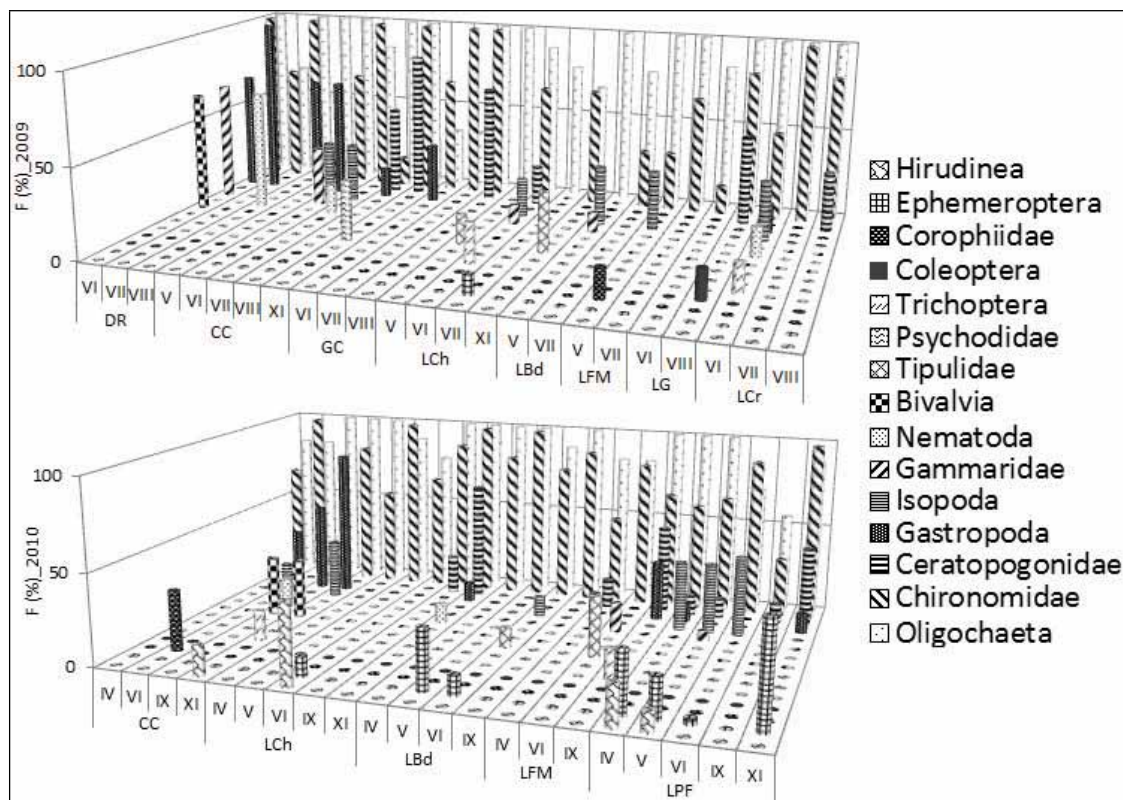 F (%)_2009
100
50
0
VI VII VIII V VI VII VIII XI VI VII VIII V VI VII XI V VII V VII VI VIII VI VII VIII
DR CC GC LCh LBd LFM LG LCr
F (%)_2010
100
50
0
IV VI IX XI IV V VI IX XI IV V VI IX IV VI IX IV V VI IX XI
CC LCh LBd LFM LPF
Hirudinea
Ephemeroptera
Corophiidae
Coleoptera
Trichoptera
Psychodidae
Tipulidae
Bivalvia
Nematoda
Gammaridae
Isopoda
Gastropoda
Ceratopogonidae
Chironomidae
Oligochaeta